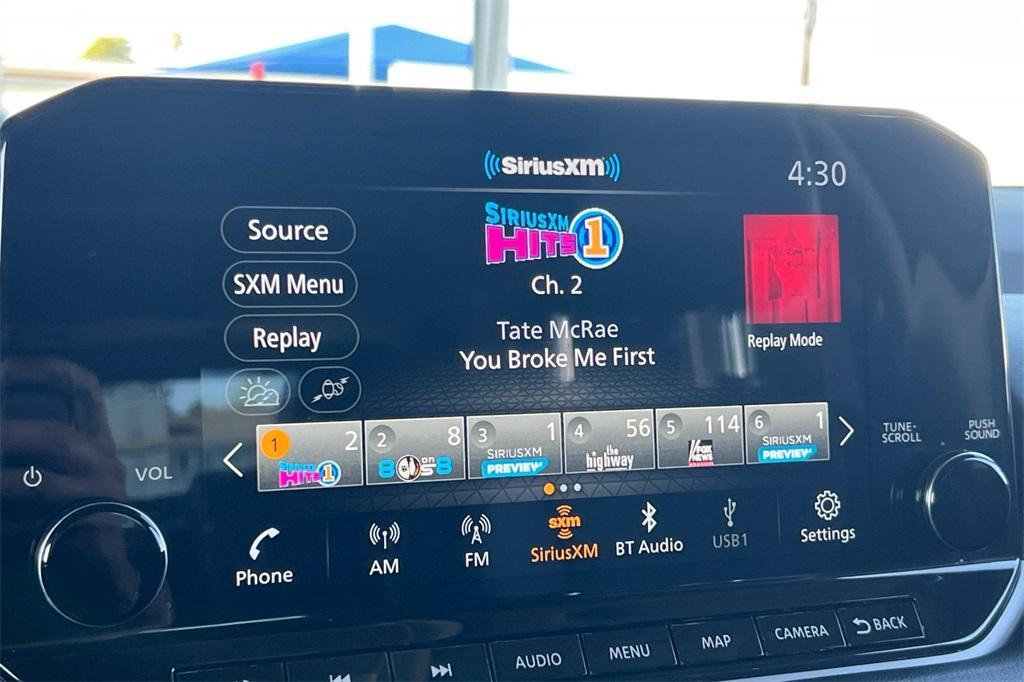 SiriusXM
4:30
Source
SXM Menu
Replay
SIRIUSXM
HITS 1
Ch. 2
Tate McRae
You Broke Me First
Replay Mode
1 2
SIRIUSXM
HITS 1
2 8
80s on 8
3 1
SIRIUSXM
PREVIEW
4 56
the
highway
5 114
FOX
NEWS
6 1
SIRIUSXM
PREVIEW
VOL
TUNE-
SCROLL
PUSH
SOUND
Phone
AM
FM
sxm
SiriusXM
BT Audio
USB1
Settings
AUDIO
MENU
MAP
CAMERA
BACK